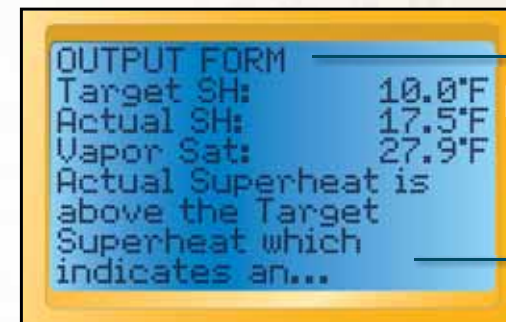 OUTPUT FORM
Target SH: 10.0°F
Actual SH: 17.5°F
Vapor Sat: 27.9°F
Actual Superheat is
above the Target
Superheat which
indicates an...